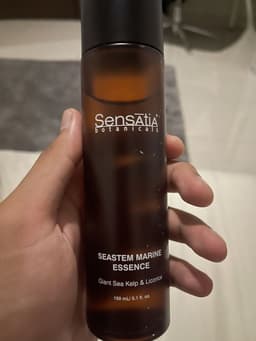 SENSATIA
botanicals
SEASTEM MARINE
ESSENCE
Giant Sea Kelp & Licorice
150 mL/ 5.1 fl. oz